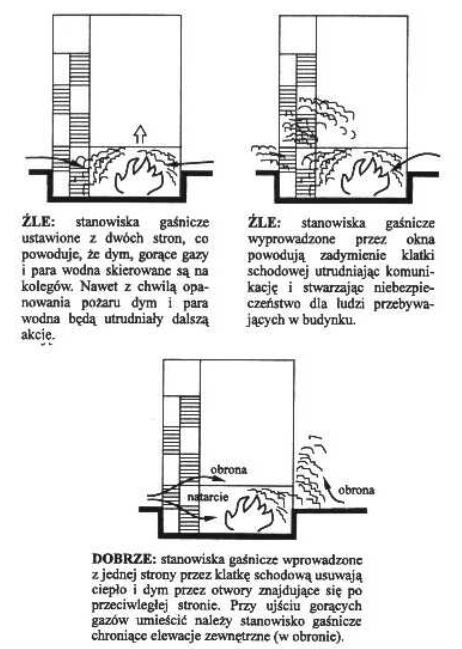 ŹLE: stanowiska gaśnicze
ustawione z dwóch stron, co
powoduje, że dym, gorące gazy
i para wodna skierowane są na
kolegów. Nawet z chwilą opa-
nowania pożaru dym i para
wodna będą utrudniały dalszą
akcję.
ŹLE: stanowiska gaśnicze
wyprowadzone przez okna
powodują zadymienie klatki
schodowej utrudniając komuni-
kację i stwarzając niebezpie-
czeństwo dla ludzi przebywa-
jących w budynku.
obrona
natarcie
obrona
DOBRZE: stanowiska gaśnicze wprowadzone
z jednej strony przez klatkę schodową usuwają
ciepło i dym przez otwory znajdujące się po
przeciwległej stronie. Przy ujściu gorących
gazów umieścić należy stanowisko gaśnicze
chroniące elewacje zewnętrzne (w obronie).